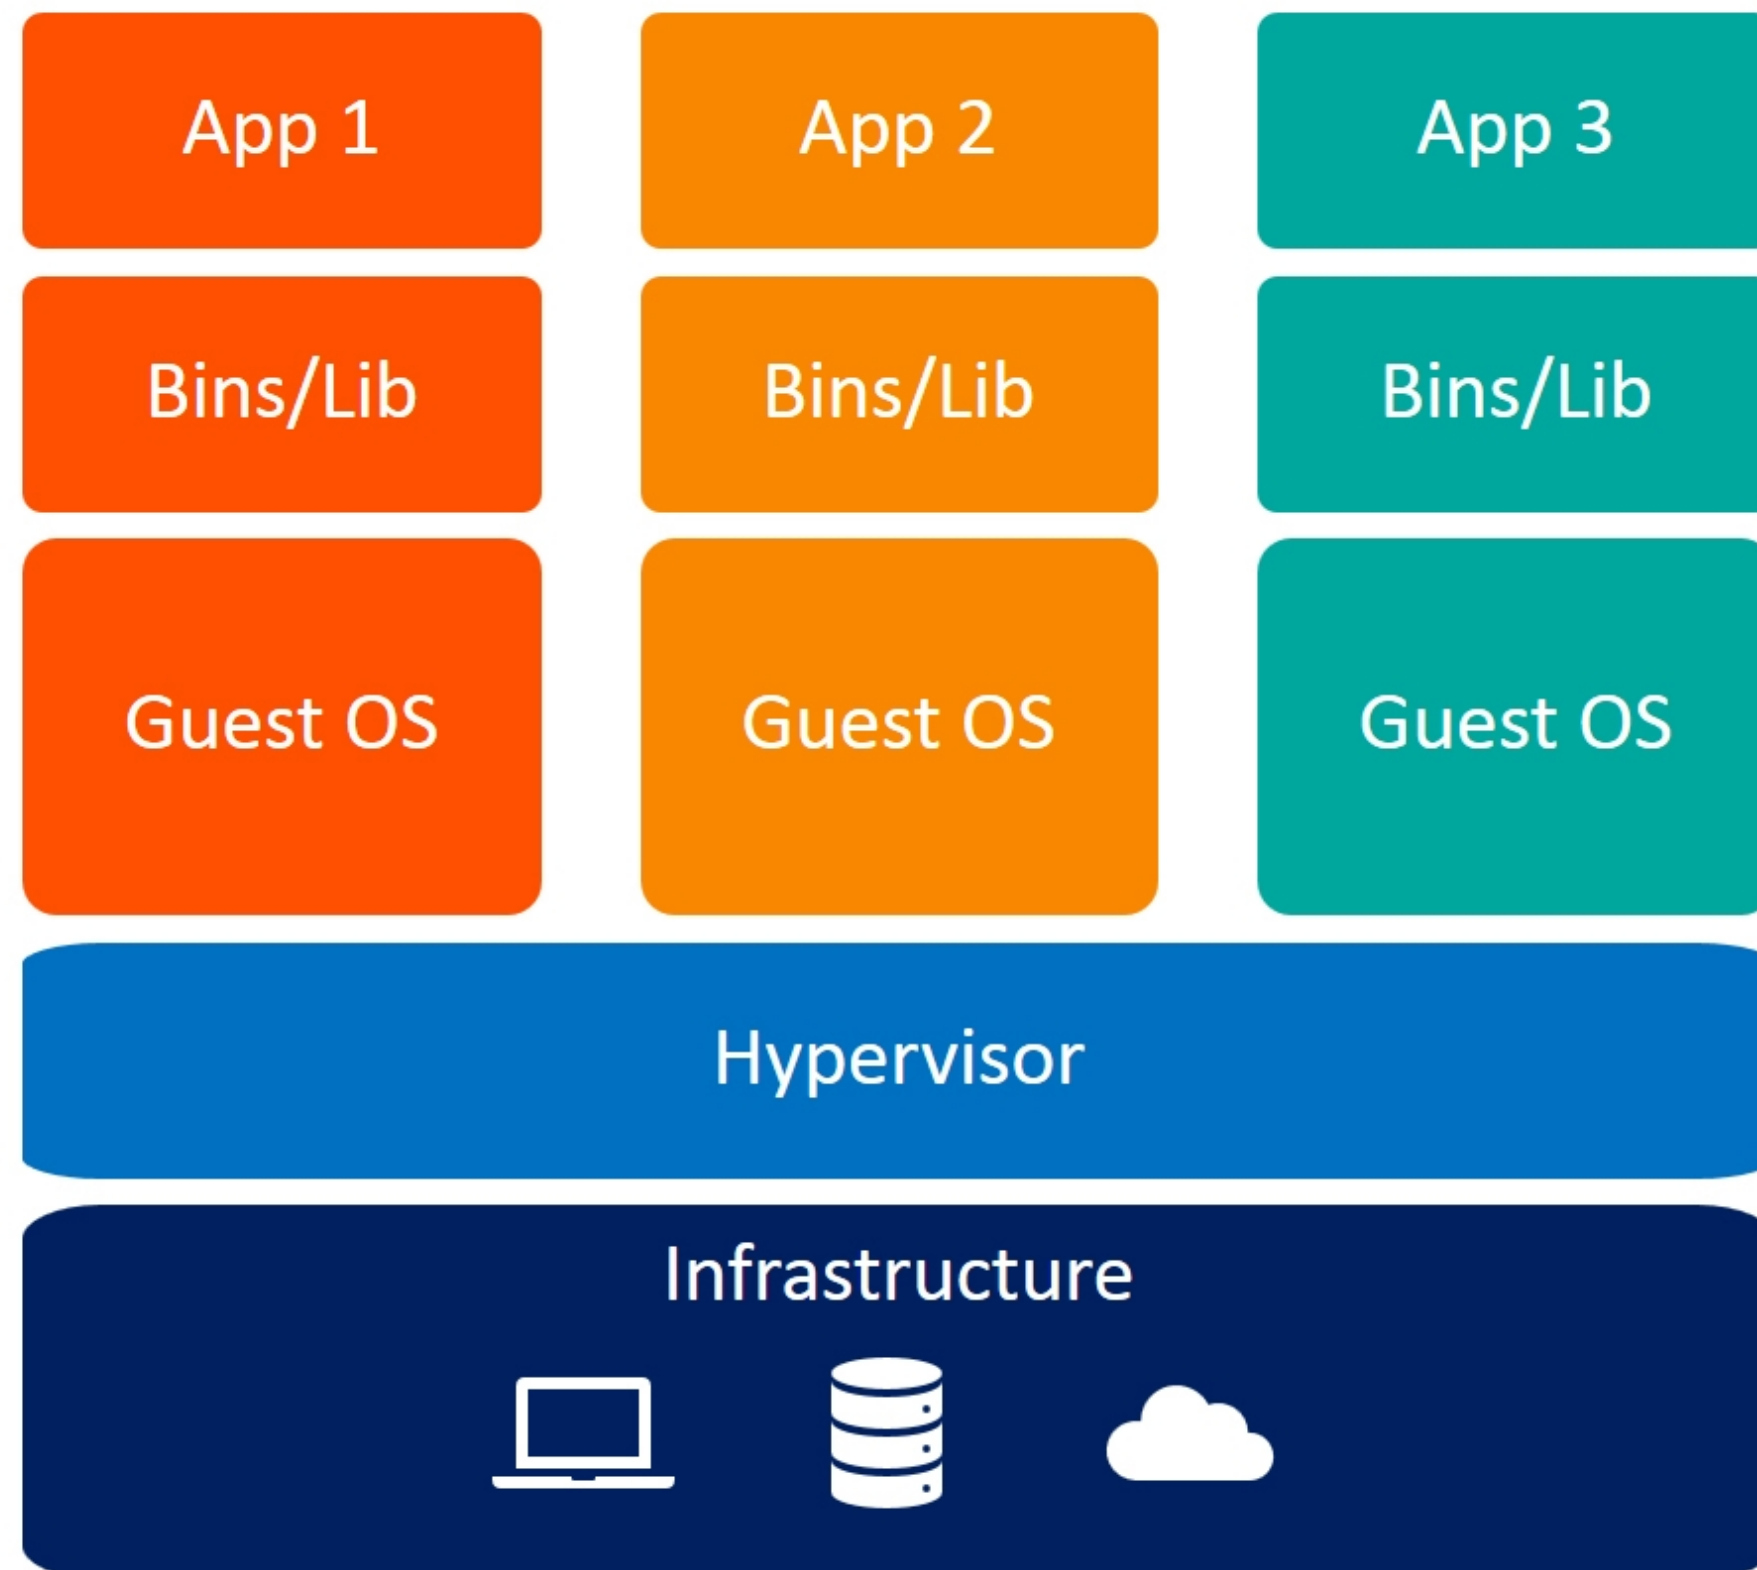 App 1
App 2
App 3
Bins/Lib
Bins/Lib
Bins/Lib
Guest OS
Guest OS
Guest OS
Hypervisor
Infrastructure